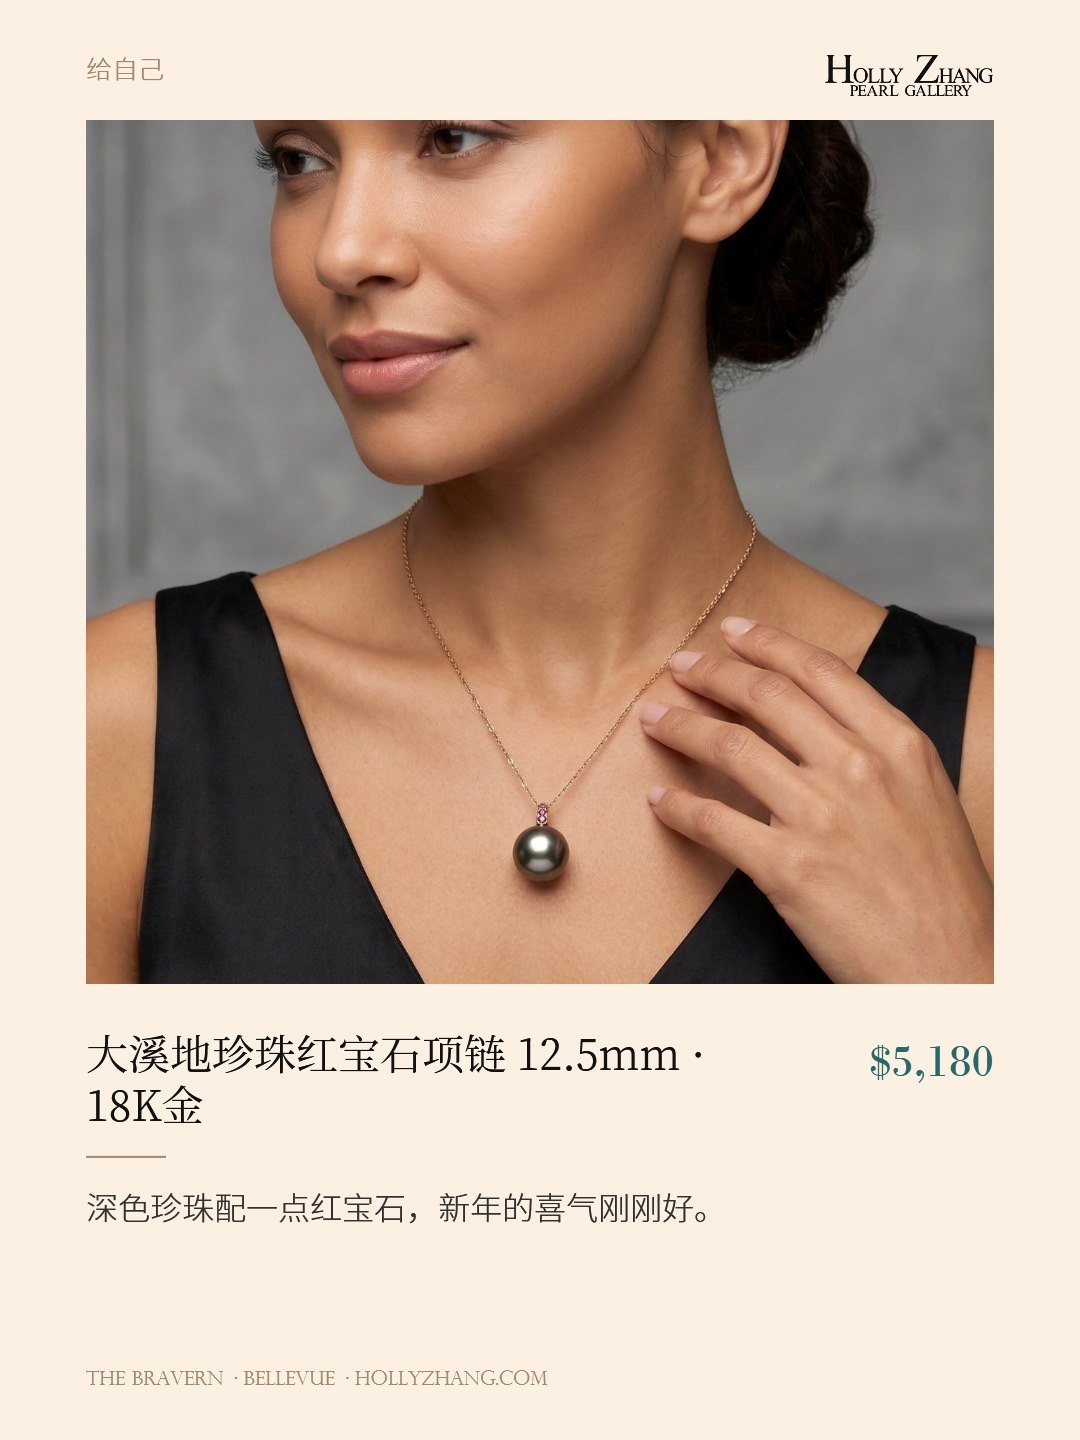 给自己
HOLLY ZHANG
PEARL GALLERY
大溪地珍珠红宝石项链 12.5mm ·
18K金
$5,180
深色珍珠配一点红宝石，新年的喜气刚刚好。
THE BRAVERN · BELLEVUE · HOLLYZHANG.COM